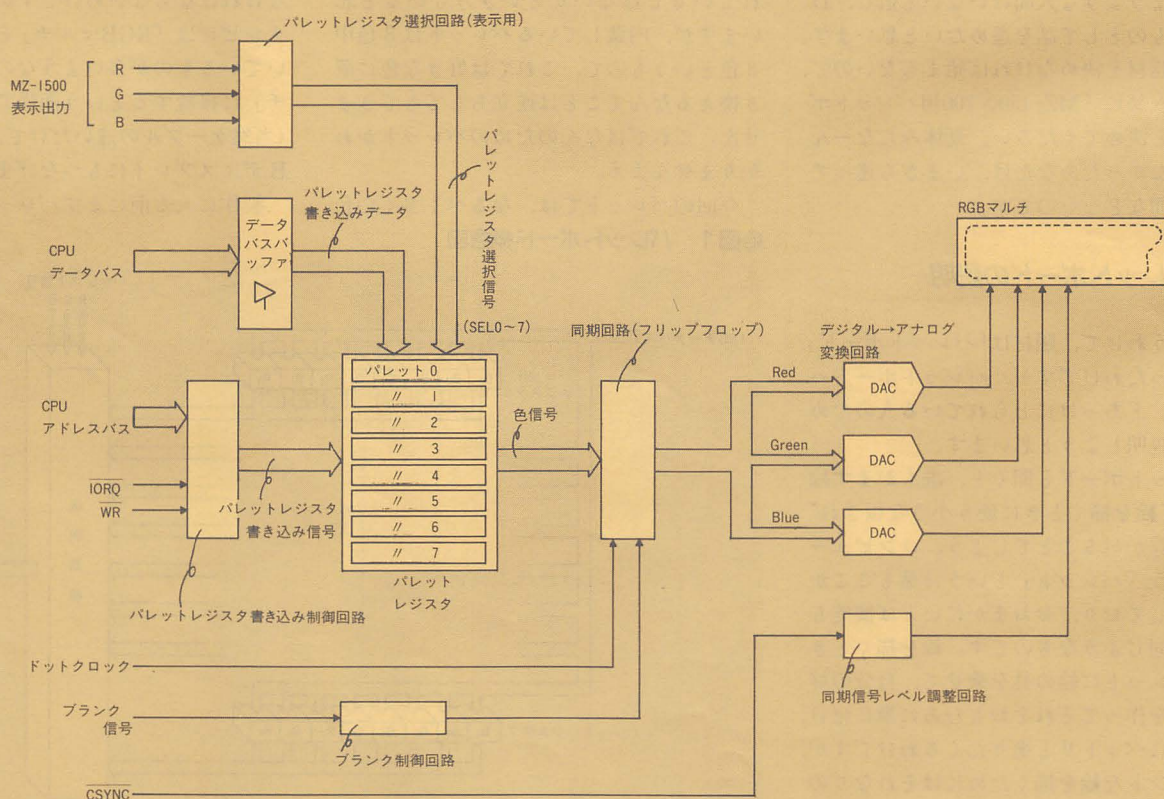 パレットレジスタ選択回路(表示用)
MZ-1500
表示出力
R
G
B
パレットレジスタ選択信号
(SEL0～7)
パレットレジスタ
書き込みデータ
データ
バスバ
ッファ
CPU
データバス
RGBマルチ
同期回路(フリップフロップ)
デジタル→アナログ
変換回路
パレット 0
〃 1
〃 2
〃 3
〃 4
〃 5
〃 6
〃 7
パレット
レジスタ
CPU
アドレスバス
IORQ
WR
パレットレジスタ
書き込み信号
パレットレジスタ書き込み制御回路
色信号
Red
DAC
Green
DAC
Blue
DAC
ドットクロック
ブランク
信号
ブランク制御回路
同期信号レベル調整回路
CSYNC